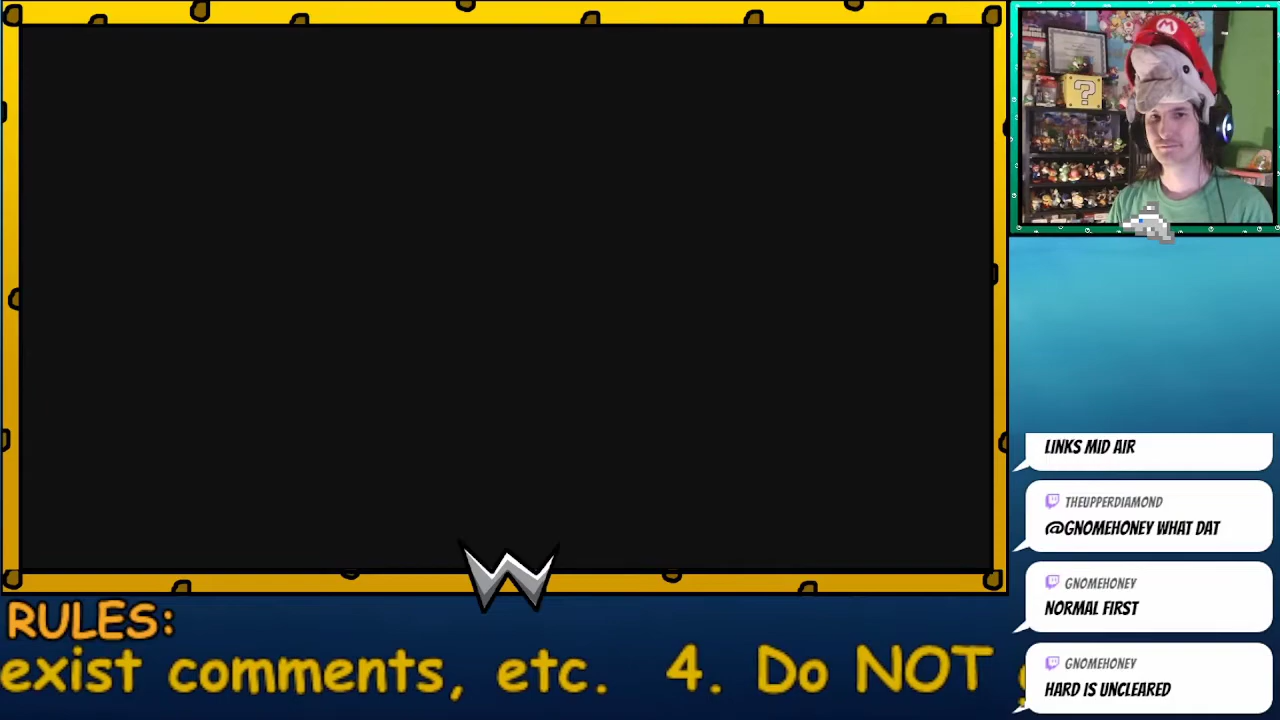 M
?
LINKS MID AIR
THEUPPERDIAMOND
@GNOMEHONEY WHAT DAT
GNOMEHONEY
NORMAL FIRST
GNOMEHONEY
HARD IS UNCLEARED
W
RULES:
exist comments, etc. 4. Do NOT